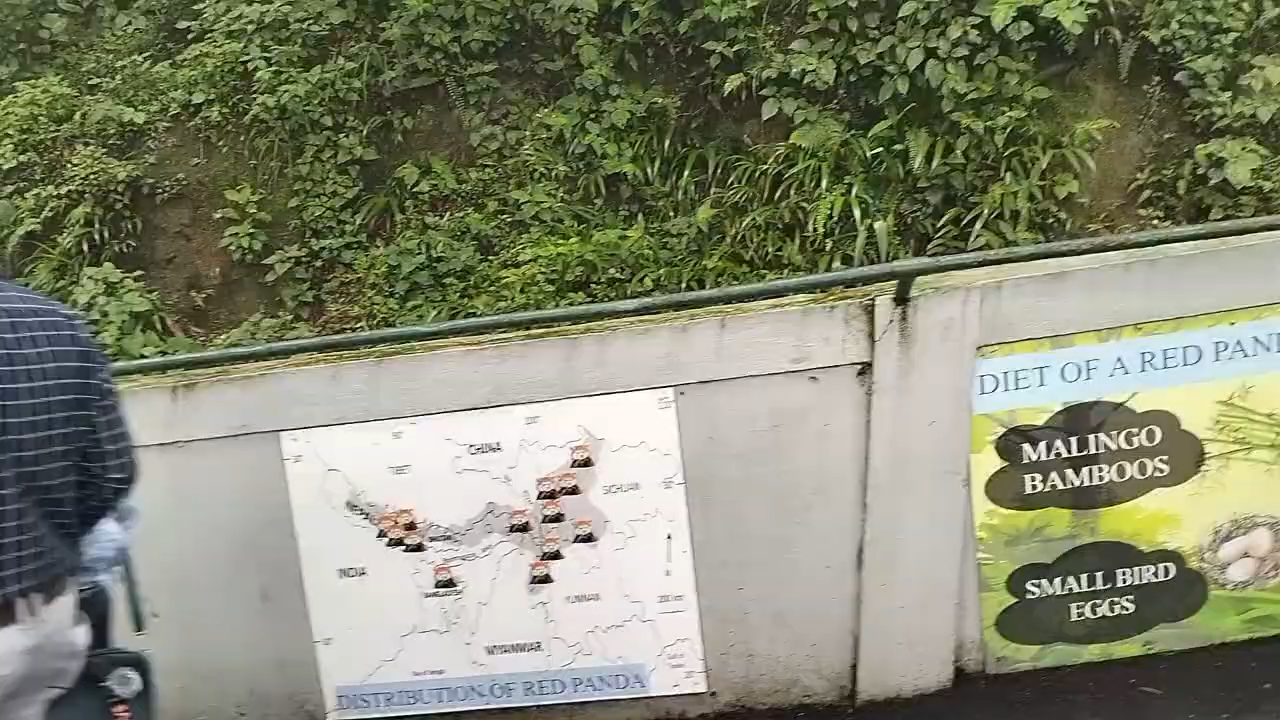 CHINA
TIBET
SICHUAN
INDIA
YUNNAN
MYANMAR
DISTRIBUTION OF RED PANDA
DIET OF A RED PAN
MALINGO
BAMBOOS
SMALL BIRD
EGGS